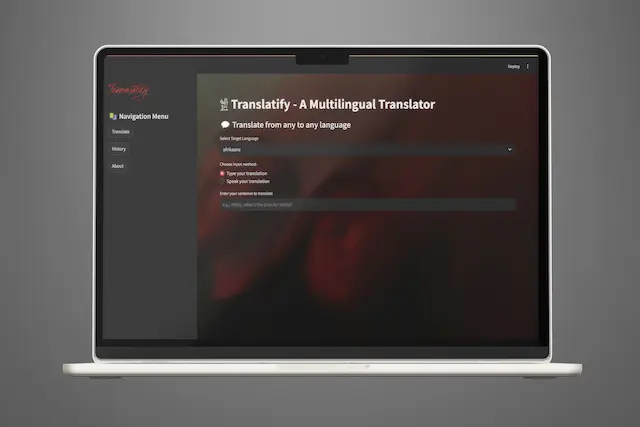 Deploy
Translatify
Navigation Menu
Translate
History
About
Translatify - A Multilingual Translator
Translate from any to any language
Select Target Language
afrikaans
Choose input method:
Type your translation
Speak your translation
Enter your sentence to translate